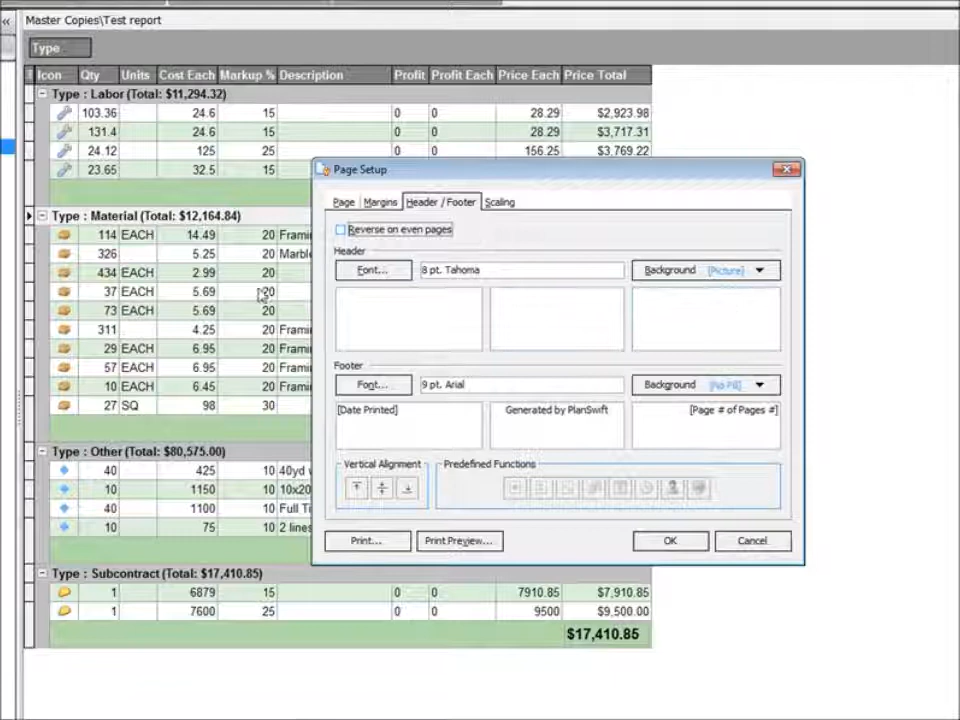 «
Master Copies\Test report
Type
Icon Qty Units Cost Each Markup % Description Profit Profit Each Price Each Price Total
Type : Labor (Total: $11,294.32)
103.36 24.6 15 0 0 28.29 $2,923.98
131.4 24.6 15 0 0 28.29 $3,717.31
24.12 125 25 0 0 156.25 $3,769.22
23.65 32.5 15
Type : Material (Total: $12,164.84)
114 EACH 14.49 20 Frami
326 5.25 20 Marbl
434 EACH 2.99 20
37 EACH 5.69 20
73 EACH 5.69 20
311 4.25 20 Frami
29 EACH 6.95 20 Frami
57 EACH 6.95 20 Frami
10 EACH 6.45 20 Frami
27 SQ 98 30
Type : Other (Total: $80,575.00)
40 425 10 40yd
10 1150 10 10x20
40 1100 10 Full Ti
10 75 10 2 lines
Type : Subcontract (Total: $17,410.85)
1 6879 15 0 0 7910.85 $7,910.85
1 7600 25 0 0 9500 $9,500.00
$17,410.85
Page Setup
Page Margins Header / Footer Scaling
Reverse on even pages
Header
Font... 8 pt. Tahoma Background [Picture]
Footer
Font... 9 pt. Arial Background [No Fill]
[Date Printed] Generated by PlanSwift [Page # of Pages #]
Vertical Alignment Predefined Functions
Print... Print Preview... OK Cancel